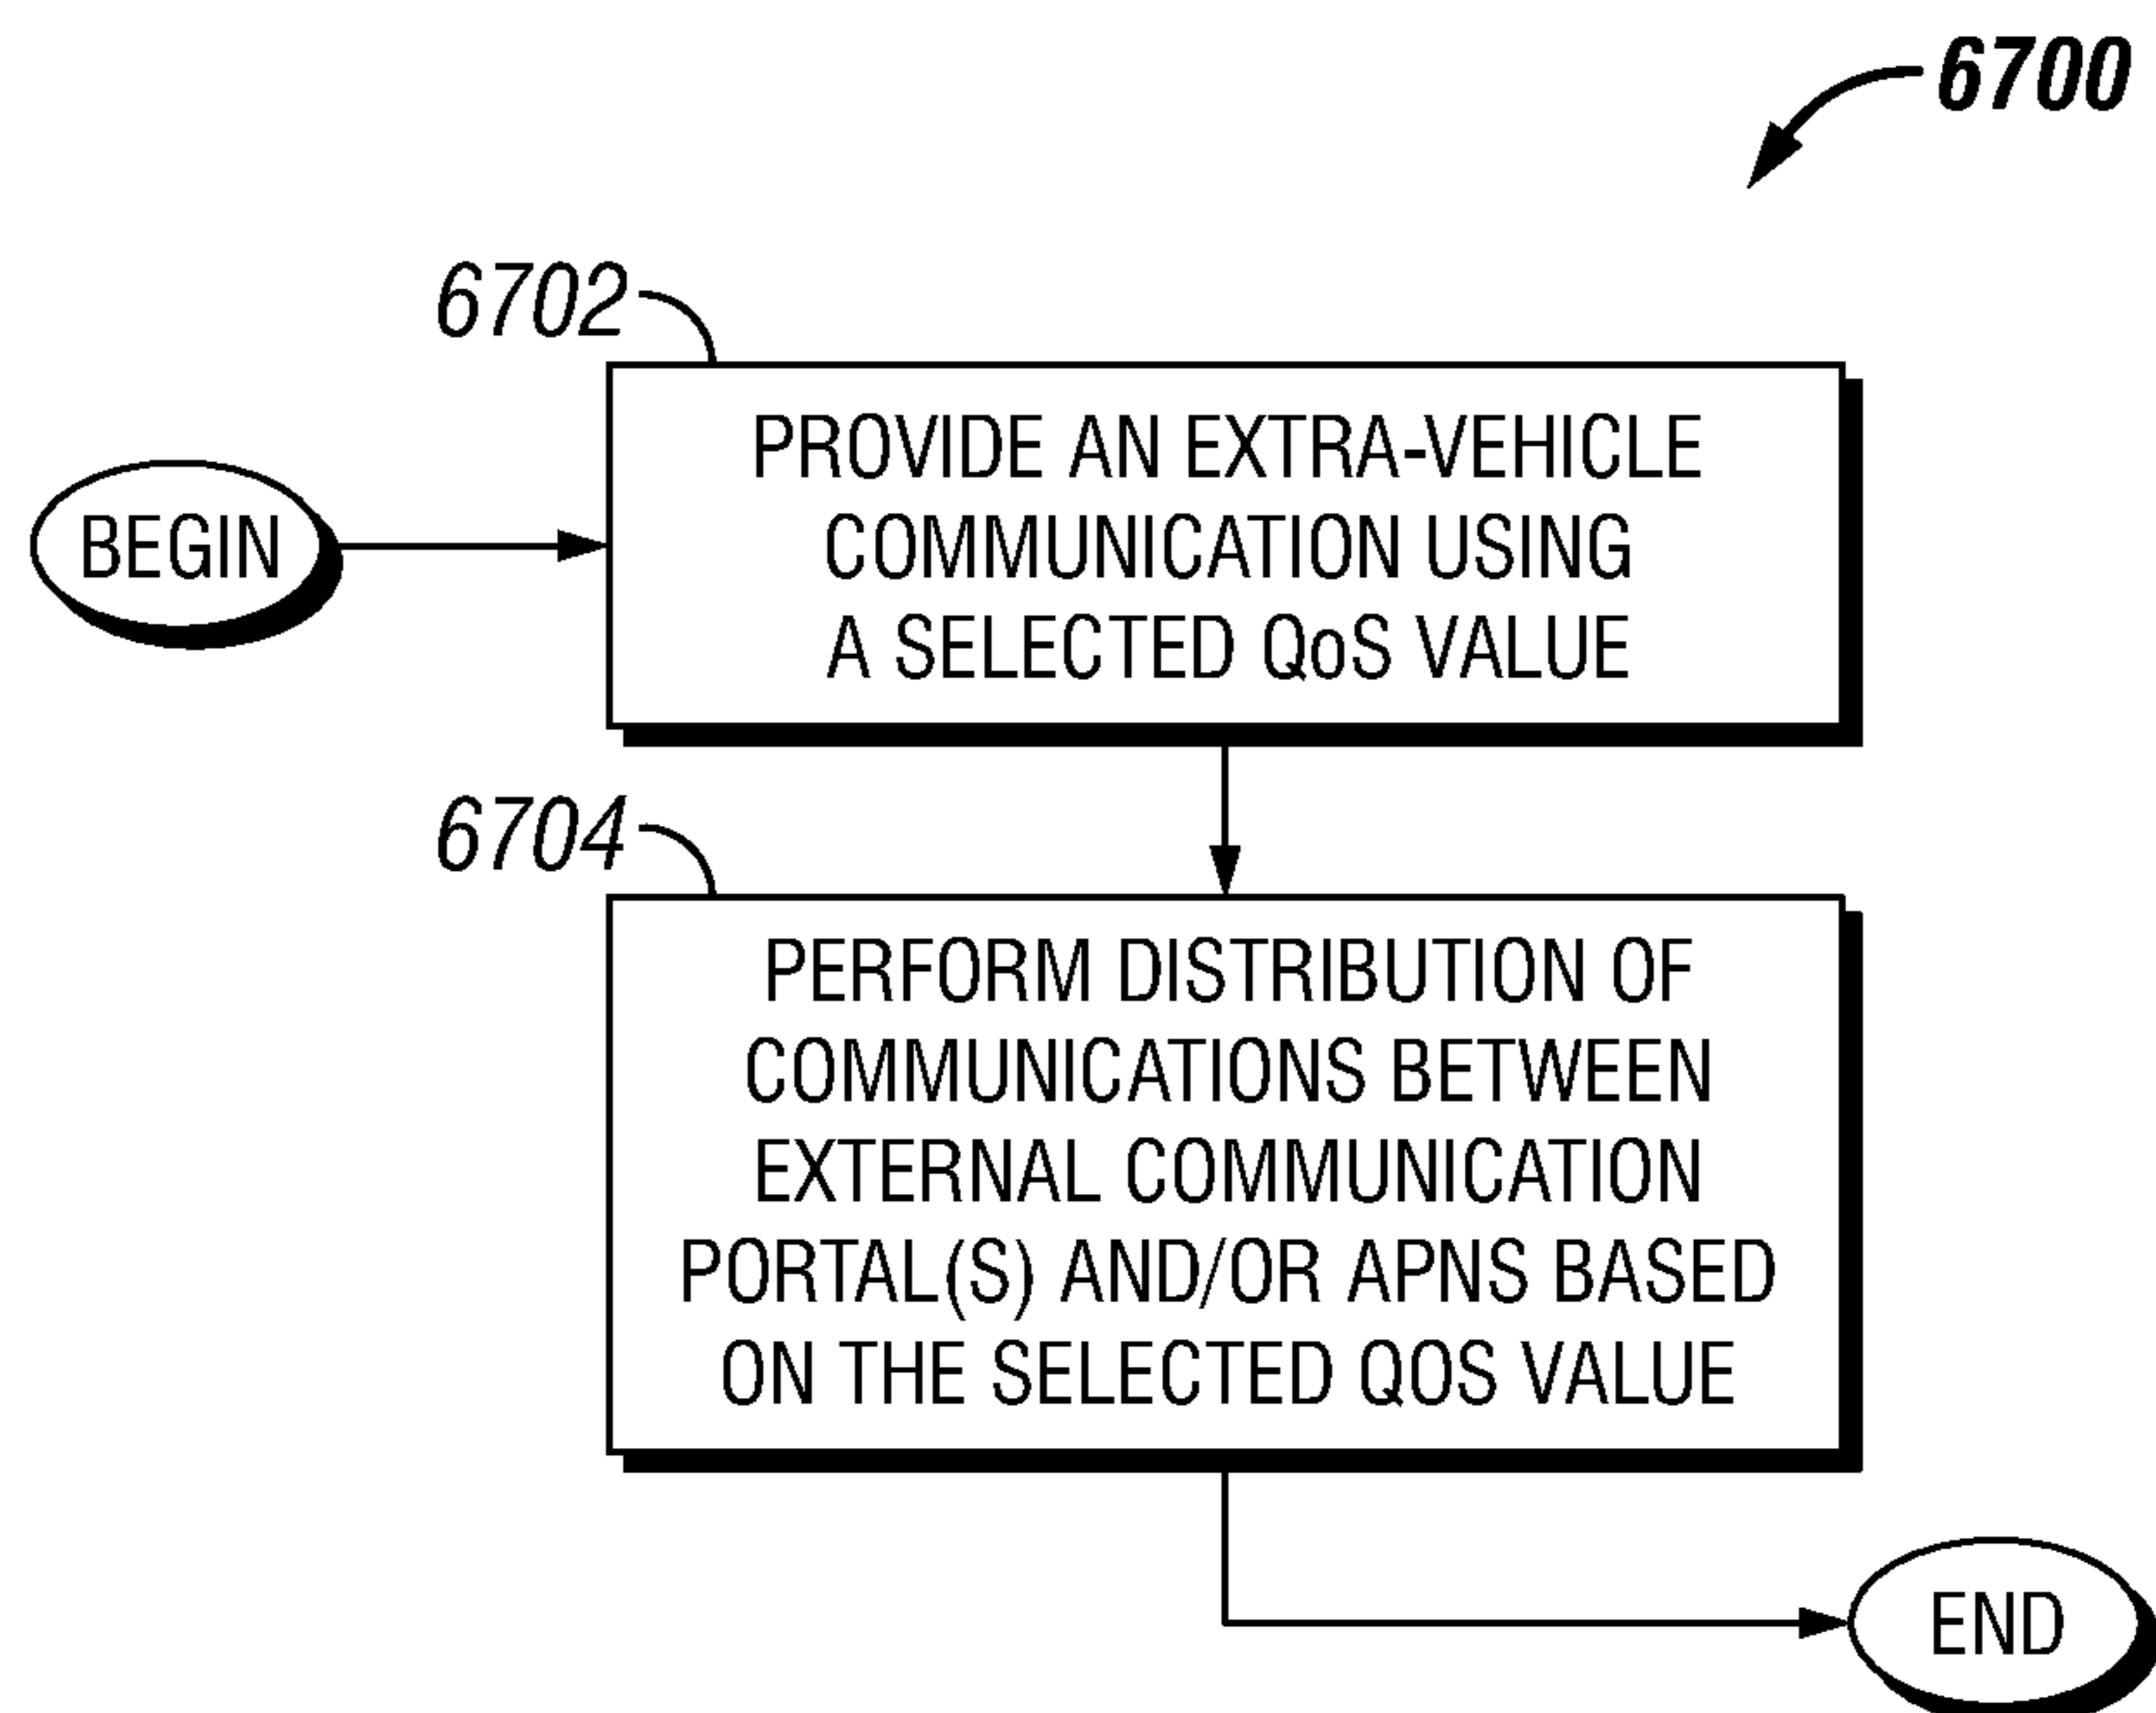 6700
6702
PROVIDE AN EXTRA-VEHICLE
COMMUNICATION USING
A SELECTED QoS VALUE
BEGIN
6704
PERFORM DISTRIBUTION OF
COMMUNICATIONS BETWEEN
EXTERNAL COMMUNICATION
PORTAL(S) AND/OR APNS BASED
ON THE SELECTED QOS VALUE
END